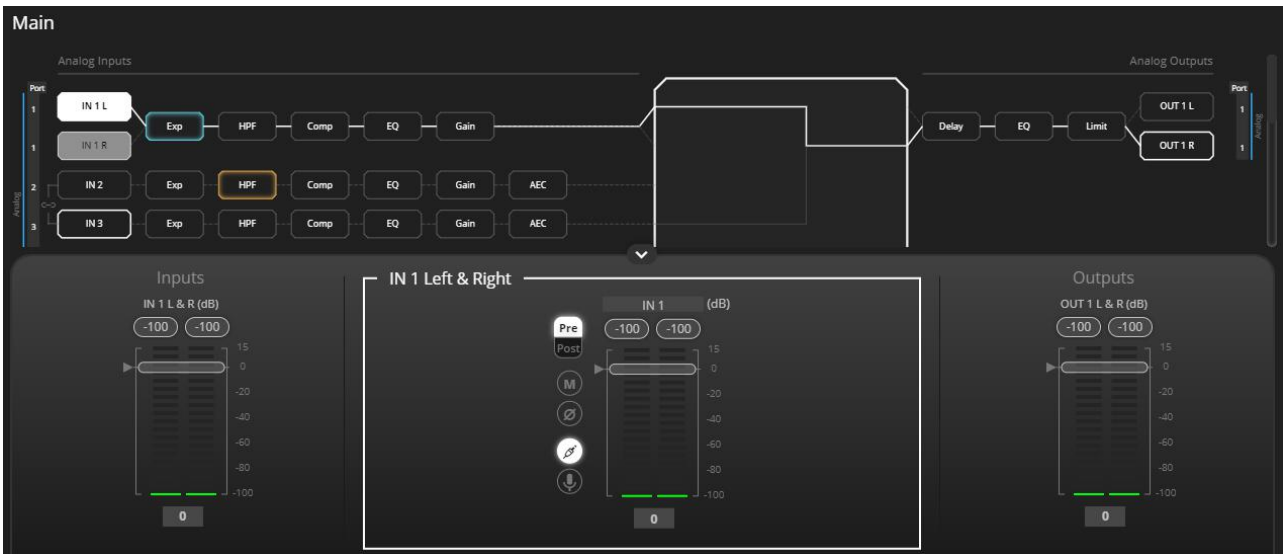 Main
Analog Inputs
Analog Outputs
Port
Port
1
IN 1 L
OUT 1 L
1
Exp
HPF
Comp
EQ
Gain
Delay
EQ
Limit
Analog
1
IN 1 R
OUT 1 R
1
2
IN 2
Exp
HPF
Comp
EQ
Gain
AEC
Analog
3
IN 3
Exp
HPF
Comp
EQ
Gain
AEC
Inputs
IN 1 L & R (dB)
-100 -100
15
0
-20
-40
-60
-80
-100
0
IN 1 Left & Right
IN 1 (dB)
Pre
Post
-100 -100
M
15
0
-20
-40
-60
-80
-100
0
Outputs
OUT 1 L & R (dB)
-100 -100
15
0
-20
-40
-60
-80
-100
0